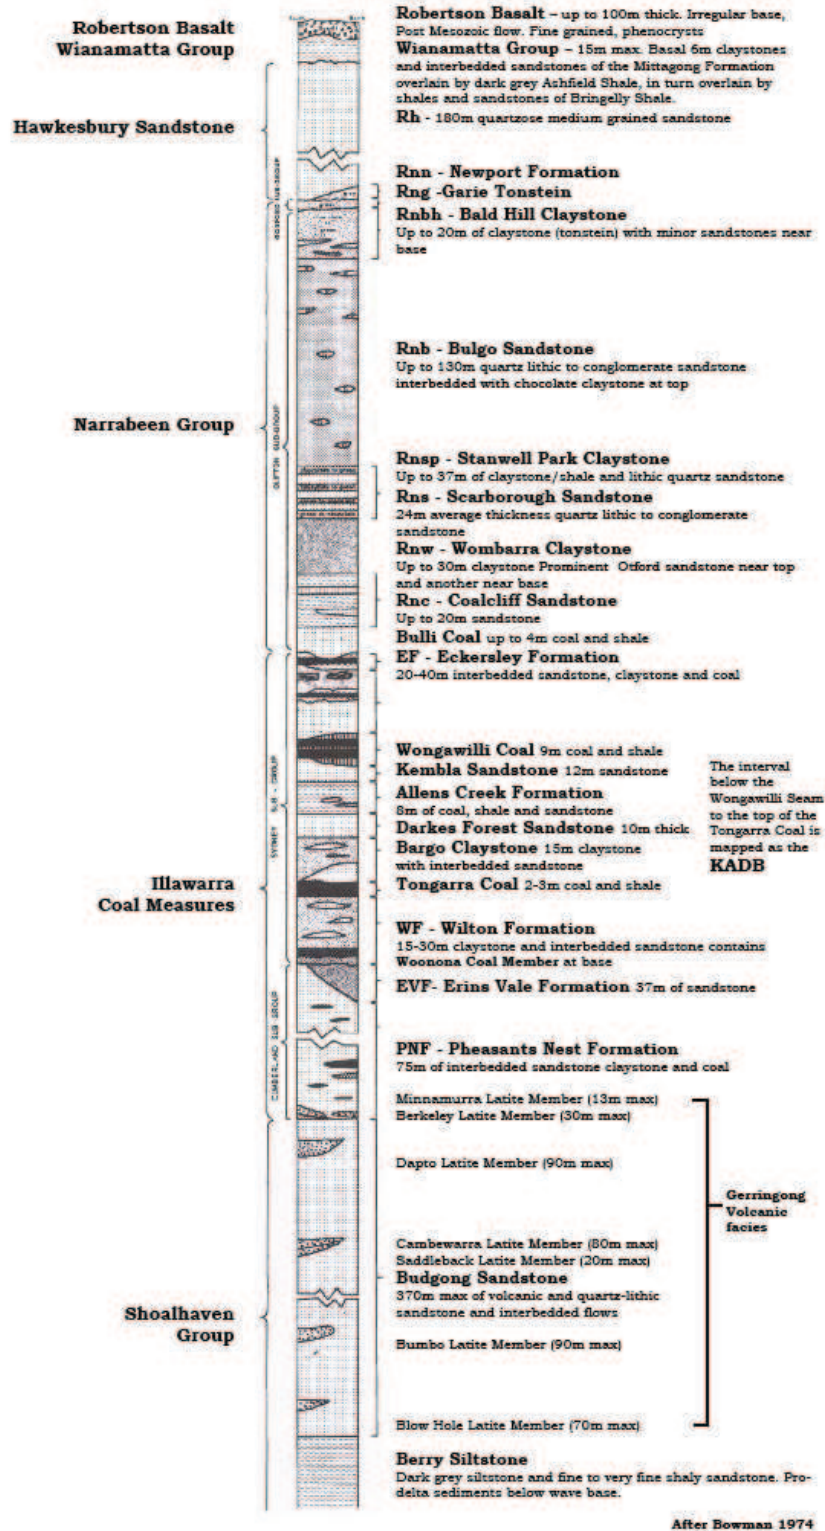 Robertson Basalt
Wianamatta Group
Hawkesbury Sandstone
Narrabeen Group
Illawarra
Coal Measures
Shoalhaven
Group
CLIFTON SUB-GROUP
SYDNEY SUB-GROUP
CUMBERLAND SUB GROUP
Robertson Basalt – up to 100m thick. Irregular base,
Post Mesozoic flow. Fine grained, phenocrysts
Wianamatta Group – 15m max. Basal 6m claystones
and interbedded sandstones of the Mittagong Formation
overlain by dark grey Ashfield Shale, in turn overlain by
shales and sandstones of Bringelly Shale.
Rh - 180m quartzose medium grained sandstone
Rnn - Newport Formation
Rng -Garie Tonstein
Rnbh - Bald Hill Claystone
Up to 20m of claystone (tonstein) with minor sandstones near
base
Rnb - Bulgo Sandstone
Up to 130m quartz lithic to conglomerate sandstone
interbedded with chocolate claystone at top
Rnsp - Stanwell Park Claystone
Up to 37m of claystone/shale and lithic quartz sandstone
Rns - Scarborough Sandstone
24m average thickness quartz lithic to conglomerate
sandstone
Rnw - Wombarra Claystone
Up to 30m claystone Prominent Otford sandstone near top
and another near base
Rnc - Coalcliff Sandstone
Up to 20m sandstone
Bulli Coal up to 4m coal and shale
EF - Eckersley Formation
20-40m interbedded sandstone, claystone and coal
Wongawilli Coal 9m coal and shale
Kembla Sandstone 12m sandstone
Allens Creek Formation
8m of coal, shale and sandstone
Darkes Forest Sandstone 10m thick
Bargo Claystone 15m claystone
with interbedded sandstone
Tongarra Coal 2-3m coal and shale
The interval
below the
Wongawilli Seam
to the top of the
Tongarra Coal is
mapped as the
KADB
WF - Wilton Formation
15-30m claystone and interbedded sandstone contains
Woonona Coal Member at base
EVF- Erins Vale Formation 37m of sandstone
PNF - Pheasants Nest Formation
75m of interbedded sandstone claystone and coal
Minnamurra Latite Member (13m max)
Berkeley Latite Member (30m max)
Dapto Latite Member (90m max)
Gerringong
Volcanic
facies
Cambewarra Latite Member (80m max)
Saddleback Latite Member (20m max)
Budgong Sandstone
370m max of volcanic and quartz-lithic
sandstone and interbedded flows
Bumbo Latite Member (90m max)
Blow Hole Latite Member (70m max)
Berry Siltstone
Dark grey siltstone and fine to very fine shaly sandstone. Pro-
delta sediments below wave base.
After Bowman 1974